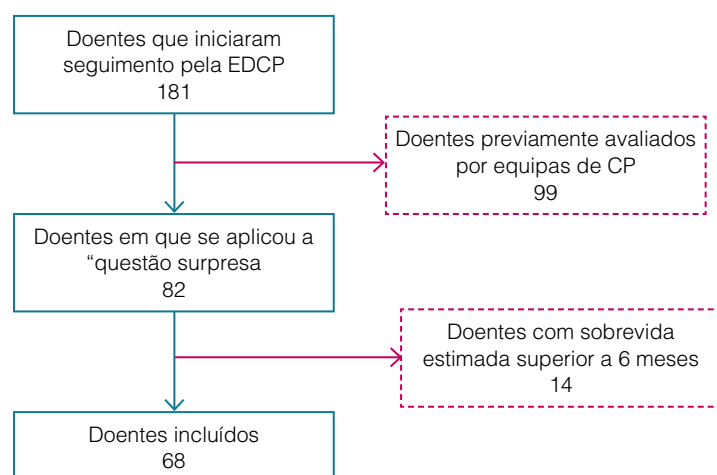 Doentes que iniciaram
seguimento pela EDCP
181
Doentes previamente avaliados
por equipas de CP
99
Doentes em que se aplicou a
“questão surpresa
82
Doentes com sobrevida
estimada superior a 6 meses
14
Doentes incluídos
68